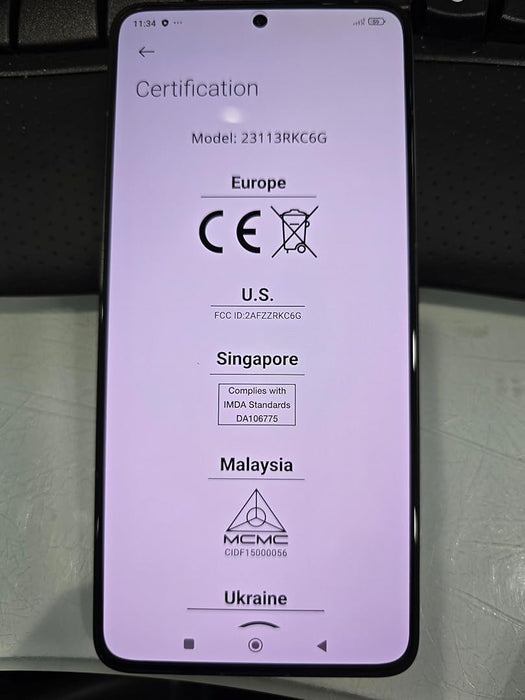 11:34
89
Certification
Model: 23113RKC6G
Europe
CE
U.S.
FCC ID:2AFZZRKC6G
Singapore
Complies with
IMDA Standards
DA106775
Malaysia
MCMC
CIDF15000056
Ukraine